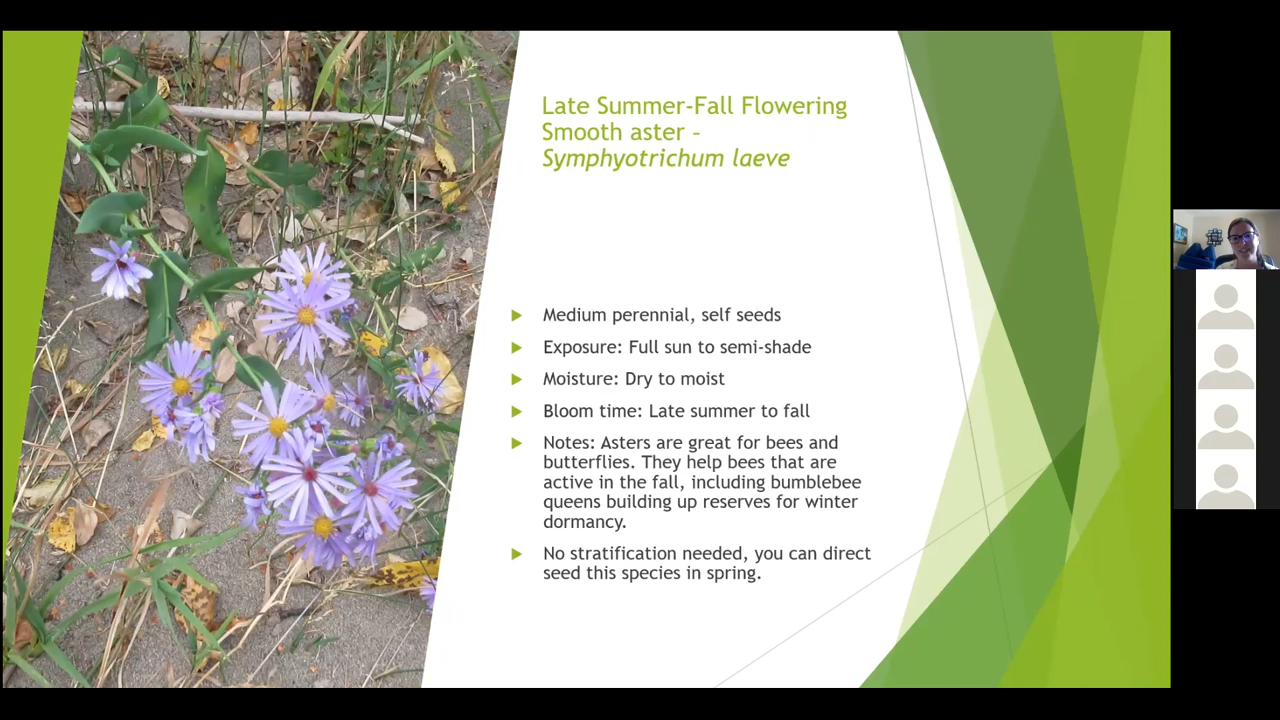 Late Summer-Fall Flowering
Smooth aster –
Symphyotrichum laeve
Medium perennial, self seeds
Exposure: Full sun to semi-shade
Moisture: Dry to moist
Bloom time: Late summer to fall
Notes: Asters are great for bees and
butterflies. They help bees that are
active in the fall, including bumblebee
queens building up reserves for winter
dormancy.
No stratification needed, you can direct
seed this species in spring.